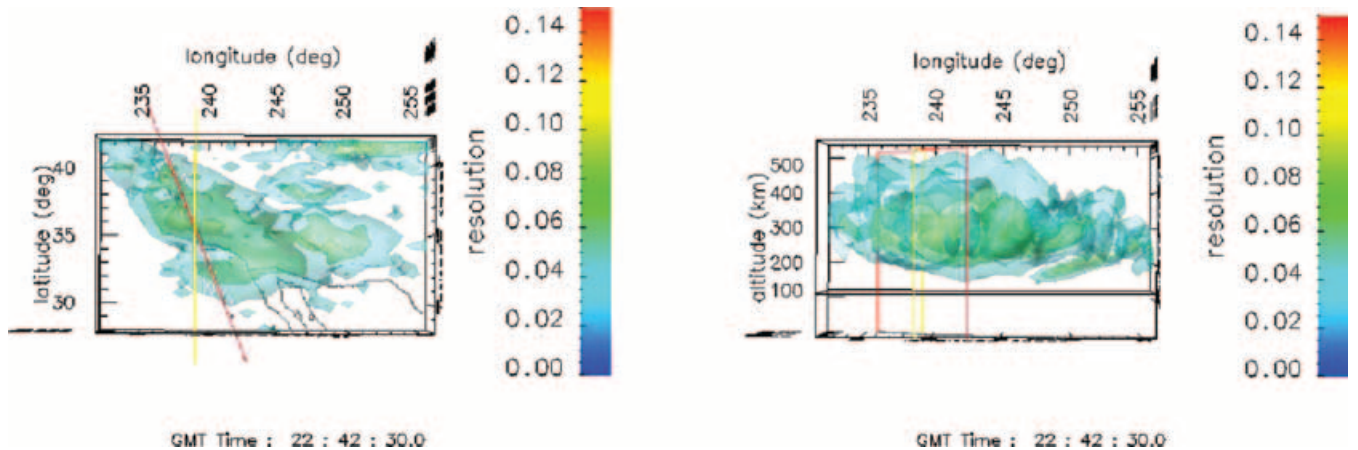 longitude (deg)
235 240 245 250 255
latitude (deg)
40
35
30
resolution
0.14
0.12
0.10
0.08
0.06
0.04
0.02
0.00
GMT Time : 22 : 42 : 30.0
longitude (deg)
235 240 245 250 255
altitude (km)
500
400
300
200
100
resolution
0.14
0.12
0.10
0.08
0.06
0.04
0.02
0.00
GMT Time : 22 : 42 : 30.0